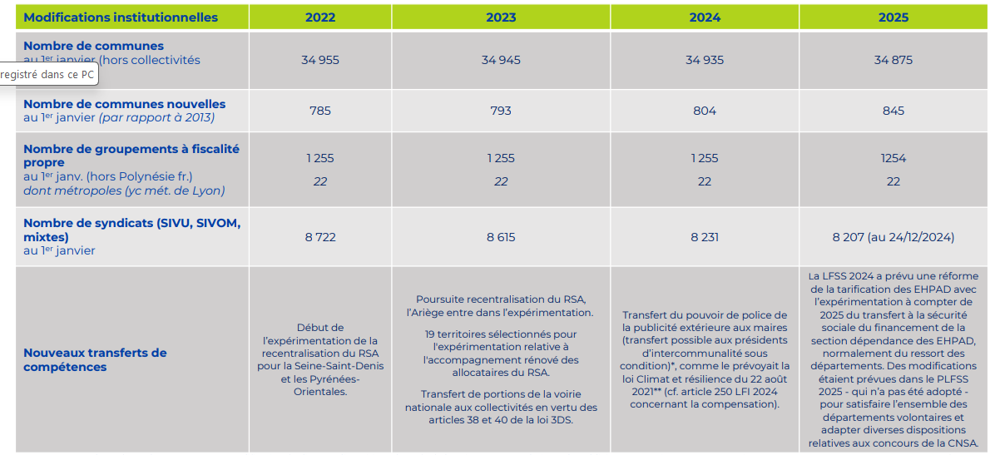 Modifications institutionnelles 2022 2023 2024 2025
Nombre de communes
au 1er janvier (hors collectivités
registré dans ce PC
34 955 34 945 34 935 34 875
Nombre de communes nouvelles
au 1er janvier (par rapport à 2013)
785 793 804 845
Nombre de groupements à fiscalité
propre
au 1er janv. (hors Polynésie fr.)
dont métropoles (yc mét. de Lyon)
1 255 1 255 1 255 1254
22 22 22 22
Nombre de syndicats (SIVU, SIVOM,
mixtes)
au 1er janvier
8 722 8 615 8 231 8 207 (au 24/12/2024)
Nouveaux transferts de
compétences
Début de
l’expérimentation de la
recentralisation du RSA
pour la Seine-Saint-Denis
et les Pyrénées-
Orientales.
Poursuite recentralisation du RSA,
l’Ariège entre dans l’expérimentation.
19 territoires sélectionnés pour
l'expérimentation relative à
l'accompagnement rénové des
allocataires du RSA.
Transfert de portions de la voirie
nationale aux collectivités en vertu des
articles 38 et 40 de la loi 3DS.
Transfert du pouvoir de police de
la publicité extérieure aux maires
(transfert possible aux présidents
d’intercommunalité sous
condition)*, comme le prévoyait la
loi Climat et résilience du 22 août
2021** (cf. article 250 LFI 2024
concernant la compensation).
La LFSS 2024 a prévu une réforme
de la tarification des EHPAD avec
l’expérimentation à compter de
2025 du transfert à la sécurité
sociale du financement de la
section dépendance des EHPAD,
normalement du ressort des
départements. Des modifications
étaient prévues dans le PLFSS
2025 - qui n’a pas été adopté -
pour satisfaire l’ensemble des
départements volontaires et
adapter diverses dispositions
relatives aux concours de la CNSA.